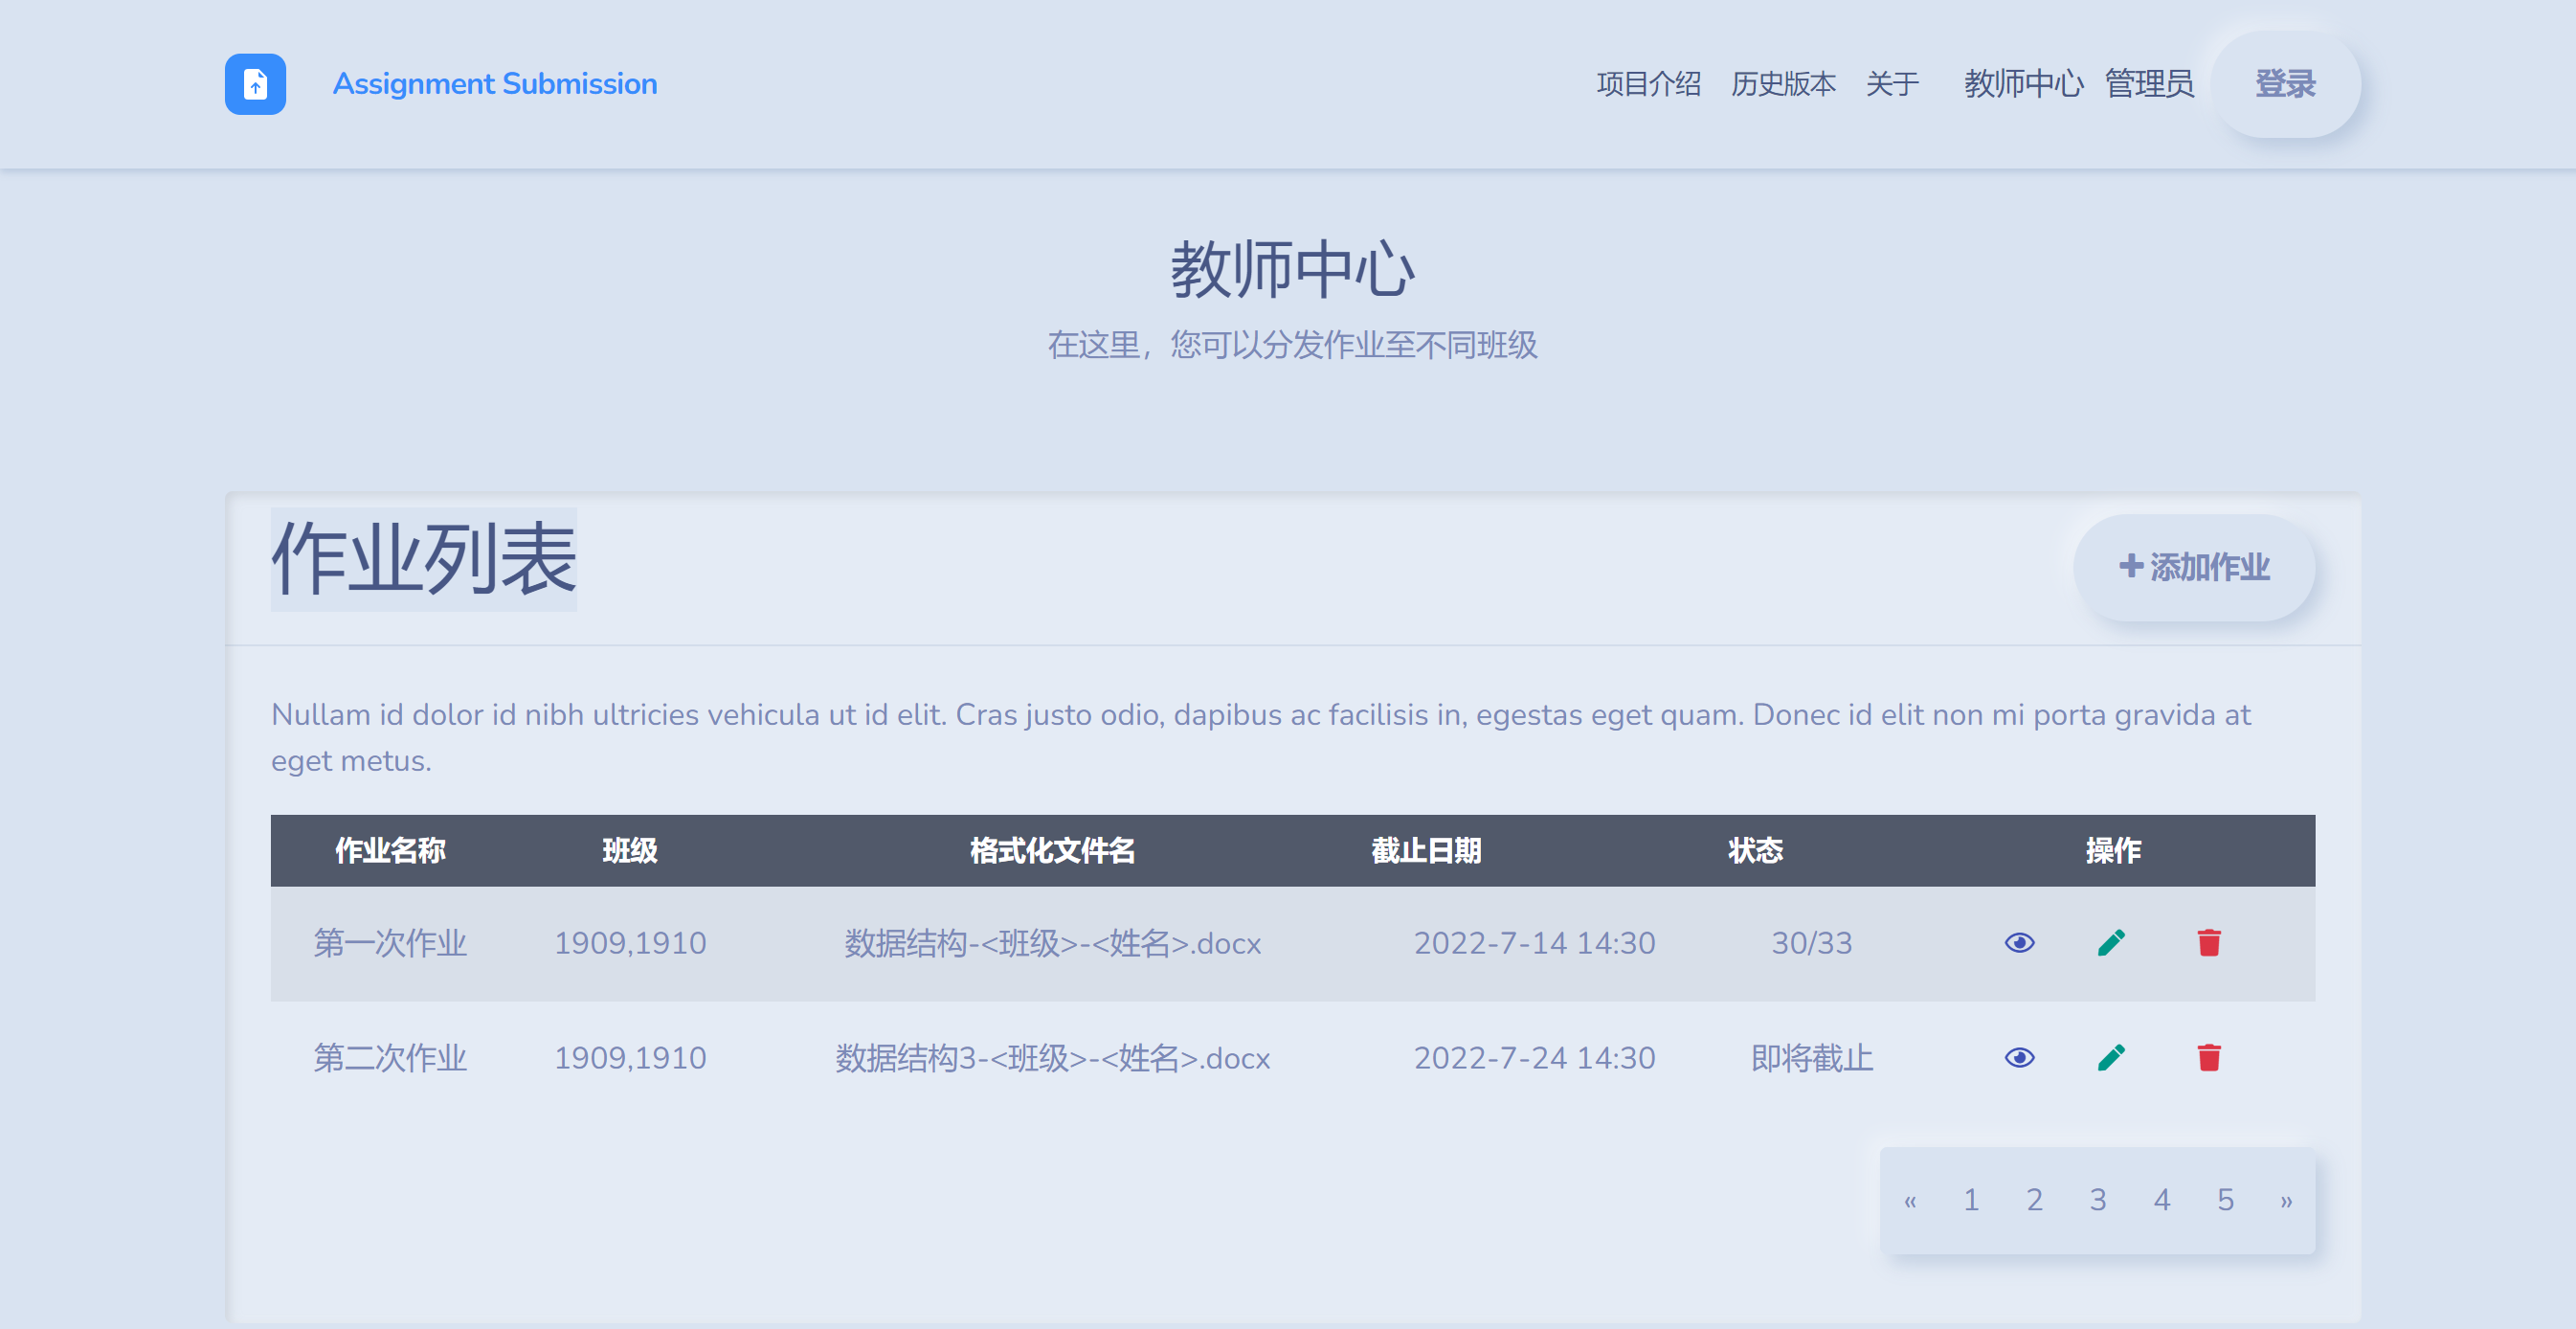 Assignment Submission 项目介绍 历史版本 关于 教师中心 管理员 登录
教师中心
在这里，您可以分发作业至不同班级
作业列表 添加作业
Nullam id dolor id nibh ultricies vehicula ut id elit. Cras justo odio, dapibus ac facilisis in, egestas eget quam. Donec id elit non mi porta gravida at
eget metus.
作业名称 班级 格式化文件名 截止日期 状态 操作
第一次作业 1909,1910 数据结构-<班级>-<姓名>.docx 2022-7-14 14:30 30/33
第二次作业 1909,1910 数据结构3-<班级>-<姓名>.docx 2022-7-24 14:30 即将截止
« 1 2 3 4 5 »